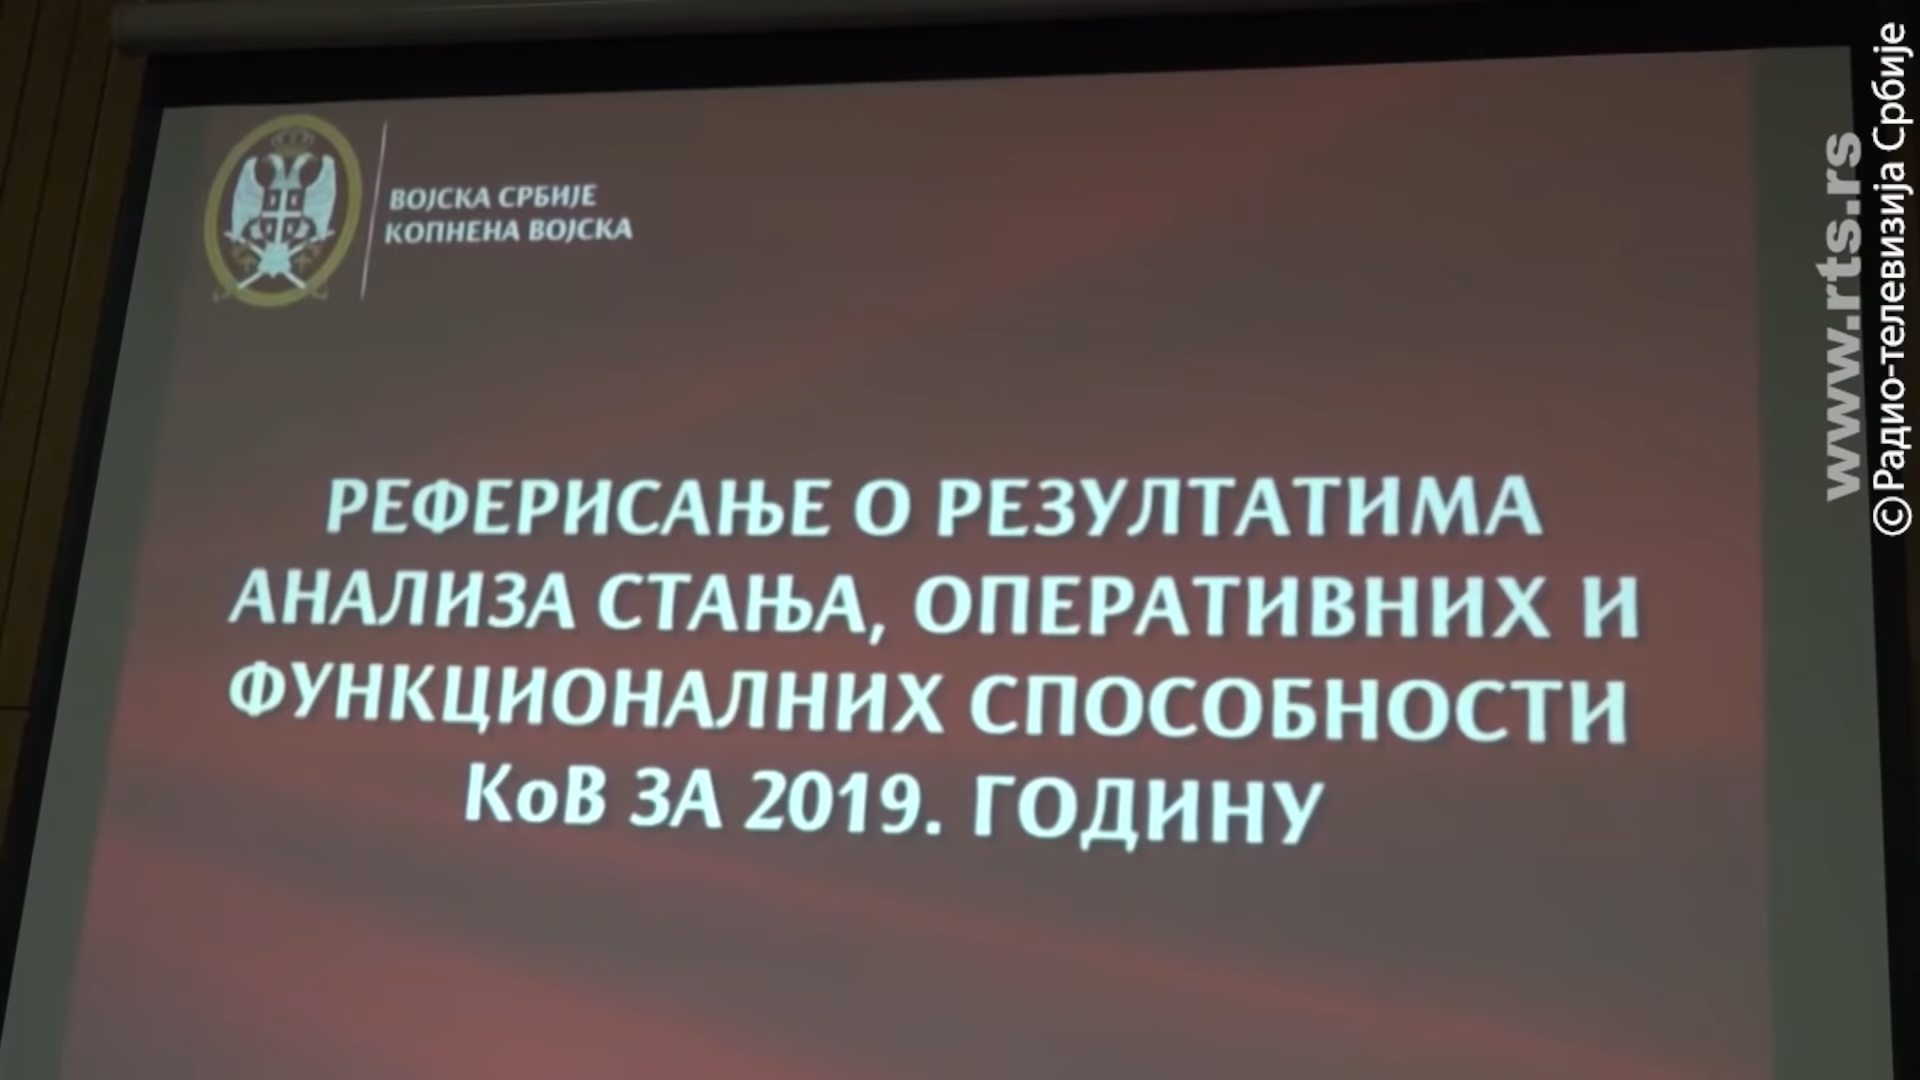 ВОЈСКА СРБИЈЕ
КОПНЕНА ВОЈСКА
РЕФЕРИСАЊЕ О РЕЗУЛТАТИМА
АНАЛИЗА СТАЊА, ОПЕРАТИВНИХ И
ФУНКЦИОНАЛНИХ СПОСОБНОСТИ
КоВ ЗА 2019. ГОДИНУ
www.rts.rs
©Радио-телевизија Србије